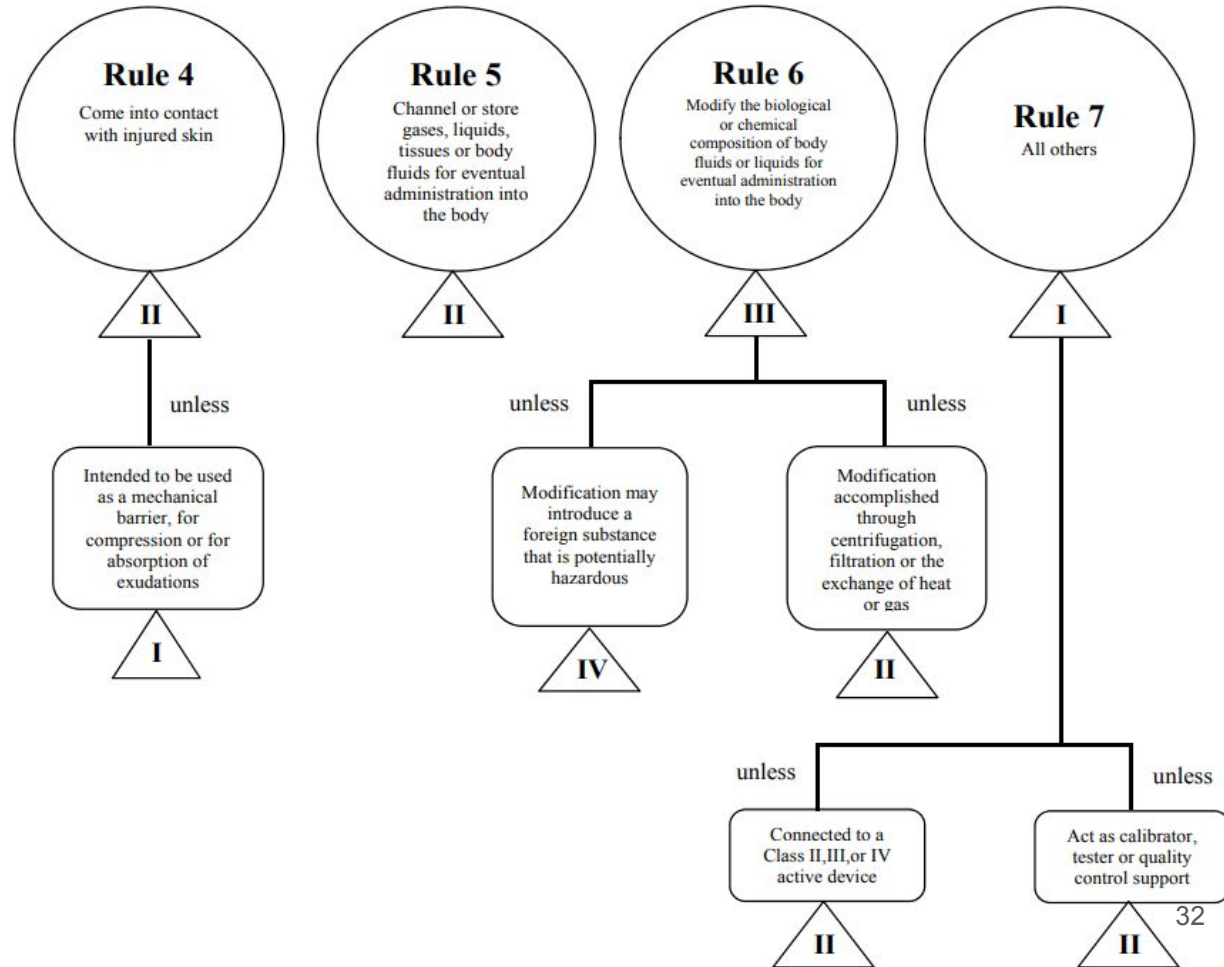 Rule 4
Come into contact
with injured skin
II
unless
Intended to be used
as a mechanical
barrier, for
compression or for
absorption of
exudations
I
Rule 5
Channel or store
gases, liquids,
tissues or body
fluids for eventual
administration into
the body
II
Rule 6
Modify the biological
or chemical
composition of body
fluids or liquids for
eventual administration
into the body
III
unless
Modification may
introduce a
foreign substance
that is potentially
hazardous
IV
unless
Modification
accomplished
through
centrifugation,
filtration or the
exchange of heat
or gas
II
Rule 7
All others
I
unless
Connected to a
Class II,III,or IV
active device
II
unless
Act as calibrator,
tester or quality
control support
II
32